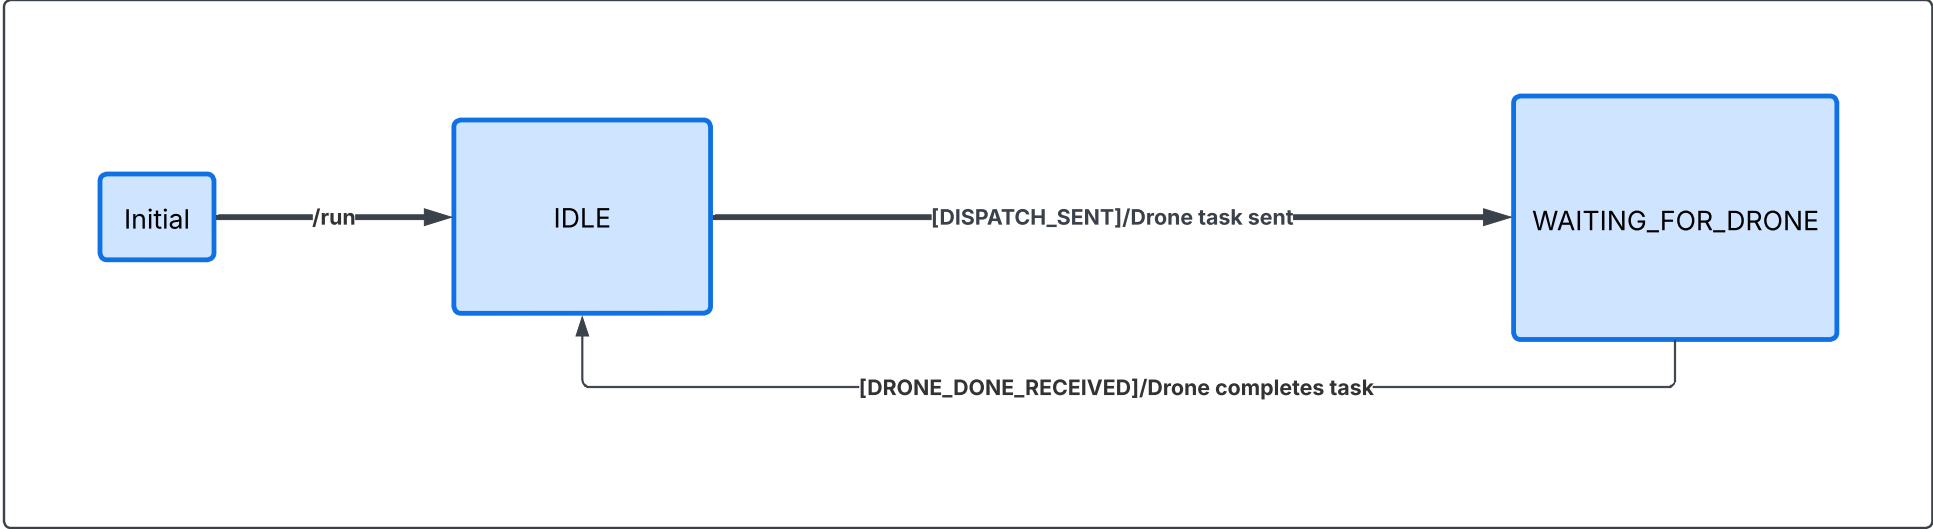 Initial
/run
IDLE
[DISPATCH_SENT]/Drone task sent
WAITING_FOR_DRONE
[DRONE_DONE_RECEIVED]/Drone completes task